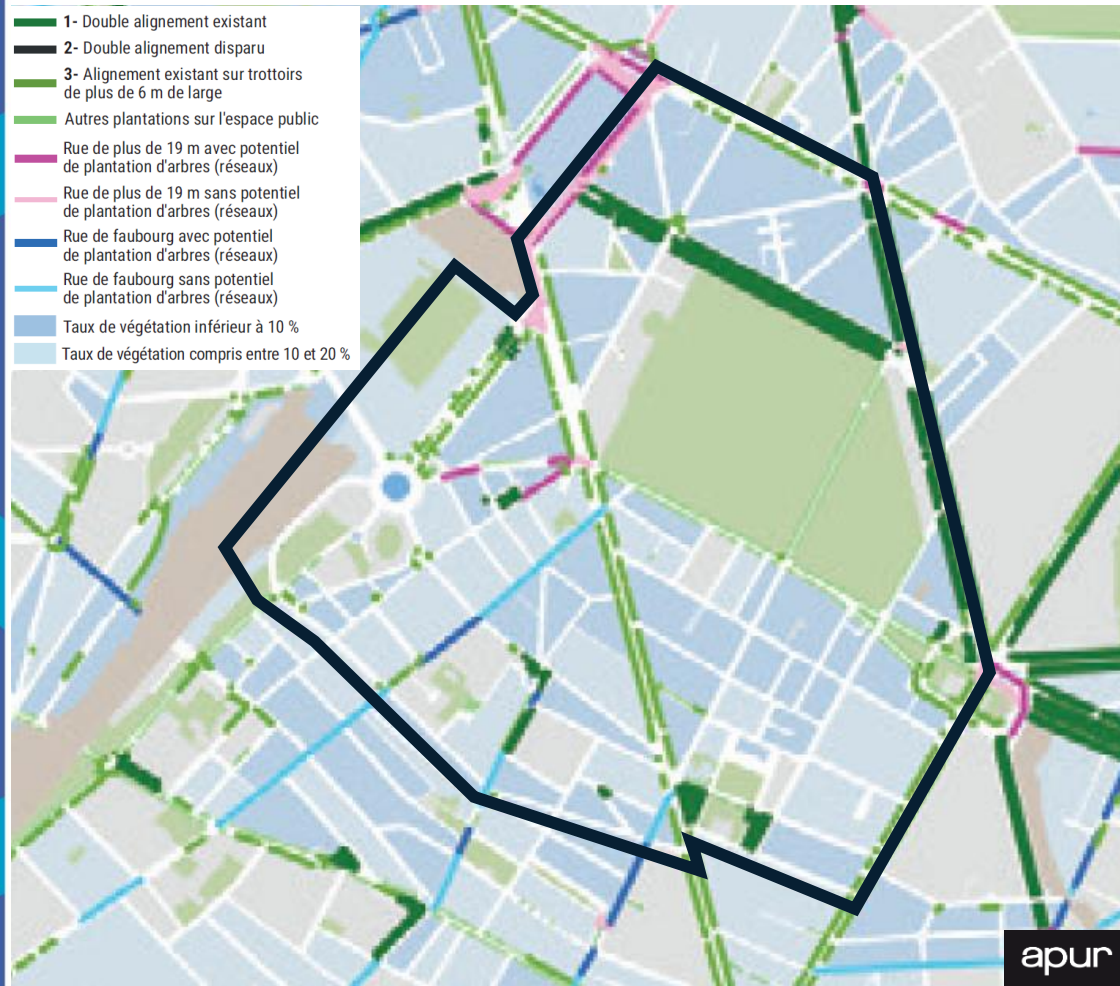 1- Double alignement existant
2- Double alignement disparu
3- Alignement existant sur trottoirs
de plus de 6 m de large
Autres plantations sur l'espace public
Rue de plus de 19 m avec potentiel
de plantation d'arbres (réseaux)
Rue de plus de 19 m sans potentiel
de plantation d'arbres (réseaux)
Rue de faubourg avec potentiel
de plantation d'arbres (réseaux)
Rue de faubourg sans potentiel
de plantation d'arbres (réseaux)
Taux de végétation inférieur à 10 %
Taux de végétation compris entre 10 et 20 %
apur